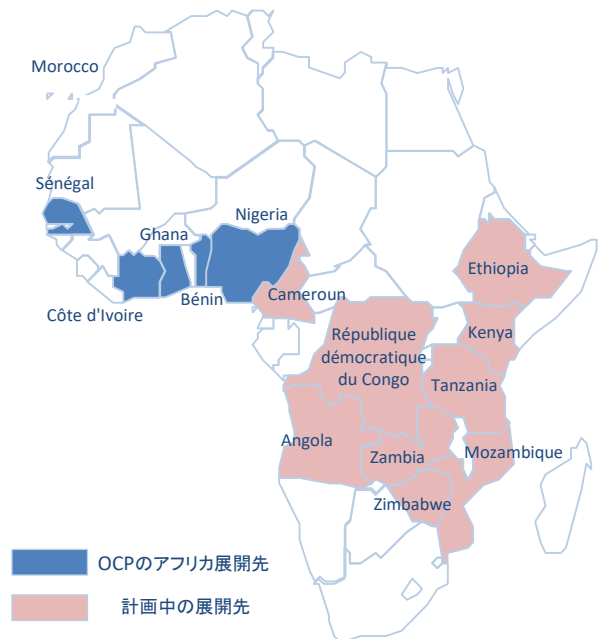 Morocco
Sénégal
Ghana
Nigeria
Côte d'Ivoire
Bénin
Cameroun
Ethiopia
Kenya
République
démocratique
du Congo
Tanzania
Angola
Zambia
Mozambique
Zimbabwe
OCPのアフリカ展開先
計画中の展開先